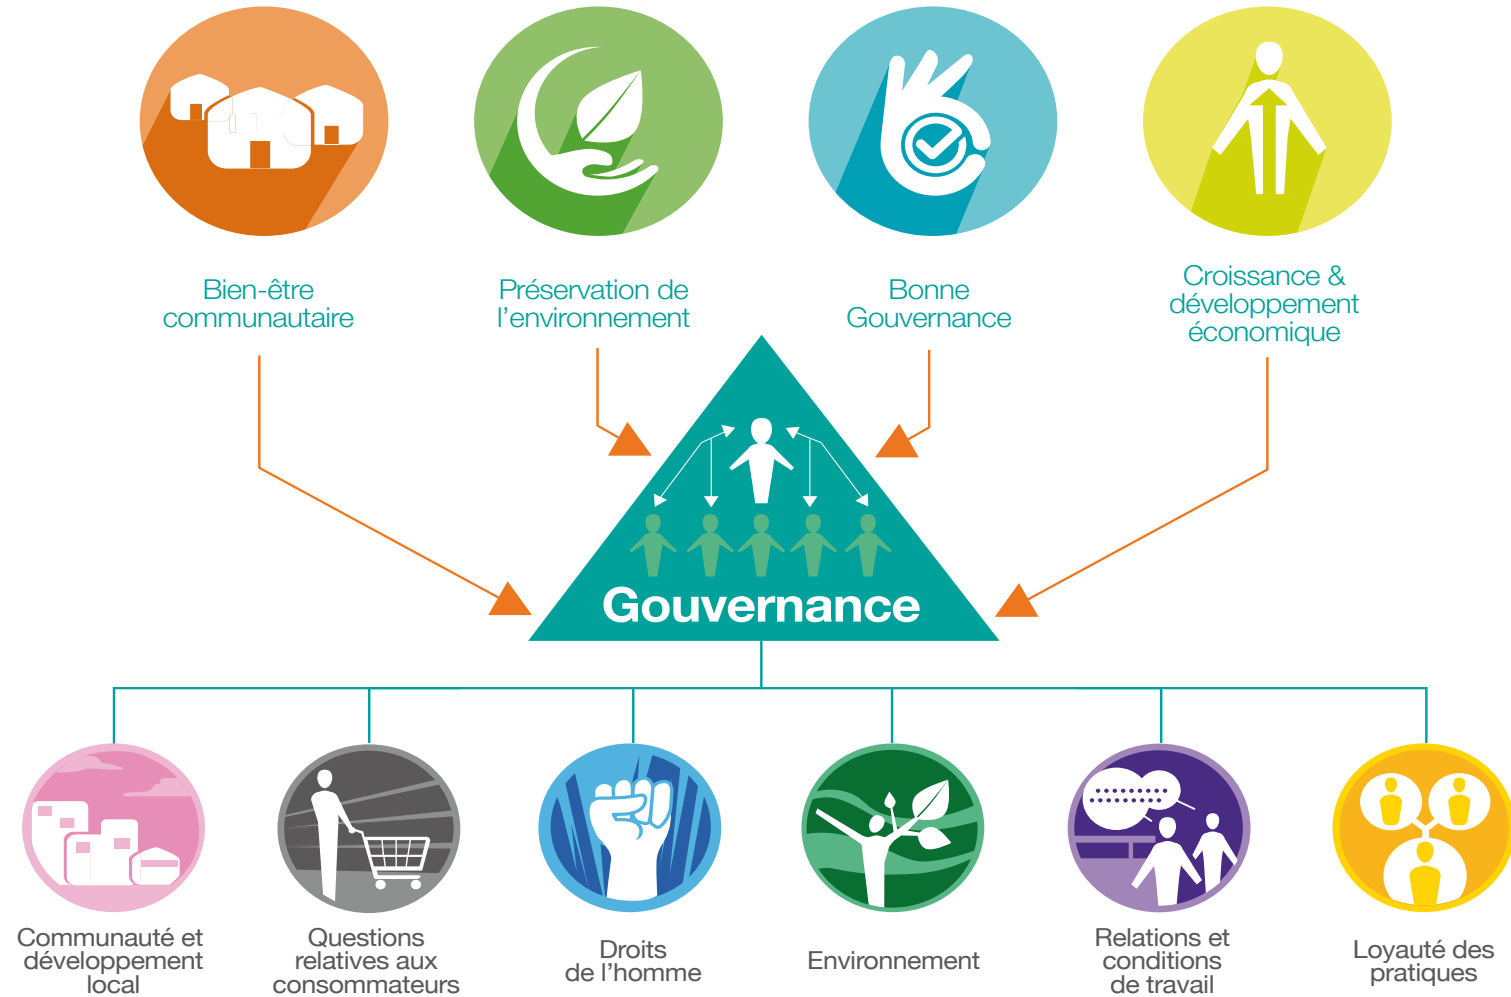 Bien-être
communautaire
Préservation de
l’environnement
Bonne
Gouvernance
Croissance &
développement
économique
Gouvernance
Communauté et
développement
local
Questions
relatives aux
consommateurs
Droits
de l’homme
Environnement
Relations et
conditions
de travail
Loyauté des
pratiques